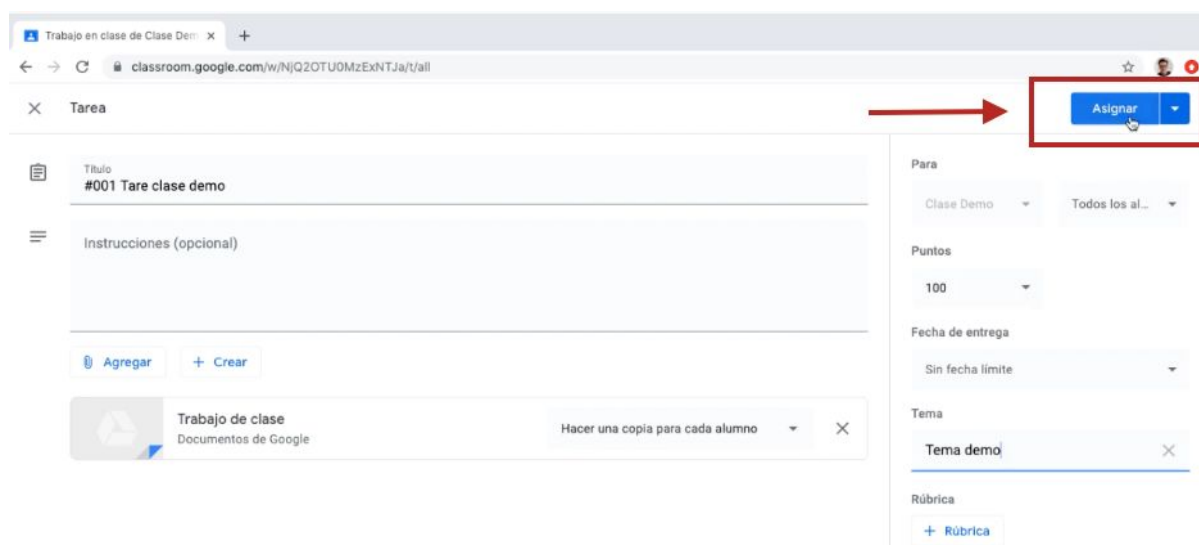 Trabajo en clase de Clase Dem
classroom.google.com/w/NjQ2OTU0MzExNTJa/t/all
Tarea
Asignar
Título
#001 Tare clase demo
Instrucciones (opcional)
Agregar
+ Crear
Trabajo de clase
Documentos de Google
Hacer una copia para cada alumno
Para
Clase Demo
Todos los al...
Puntos
100
Fecha de entrega
Sin fecha límite
Tema
Tema demo
Rúbrica
+ Rúbrica